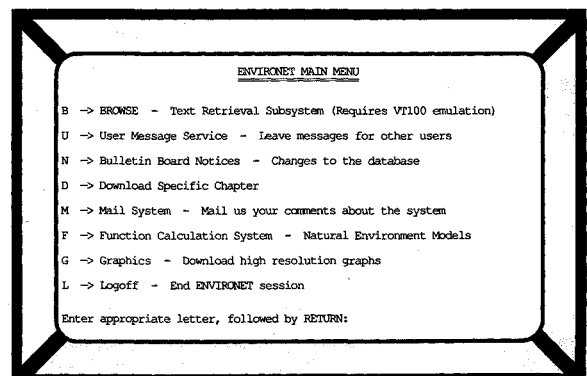 ENVIRONET MAIN MENU
B -> BROWSE - Text Retrieval Subsystem (Requires VT100 emulation)
U -> User Message Service - Leave messages for other users
N -> Bulletin Board Notices - Changes to the database
D -> Download Specific Chapter
M -> Mail System - Mail us your comments about the system
F -> Function Calculation System - Natural Environment Models
G -> Graphics - Download high resolution graphs
L -> Logoff - End ENVIRONET session
Enter appropriate letter, followed by RETURN: